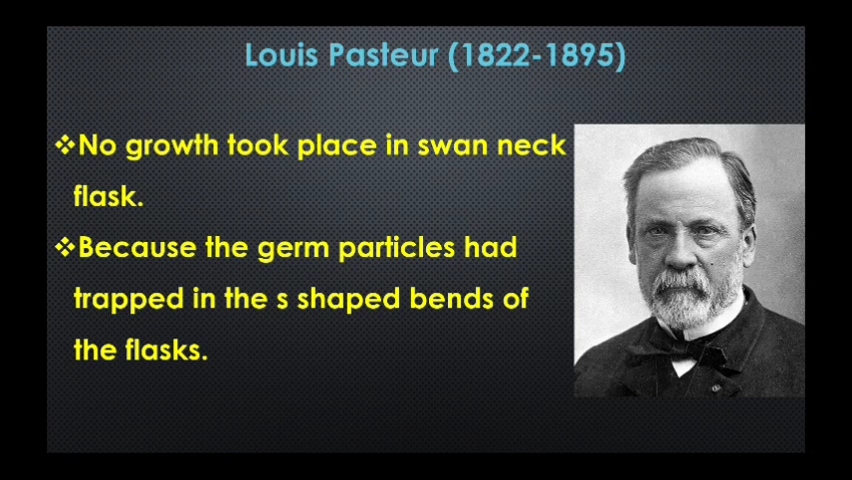 Louis Pasteur (1822-1895)
❖No growth took place in swan neck
flask.
❖Because the germ particles had
trapped in the s shaped bends of
the flasks.